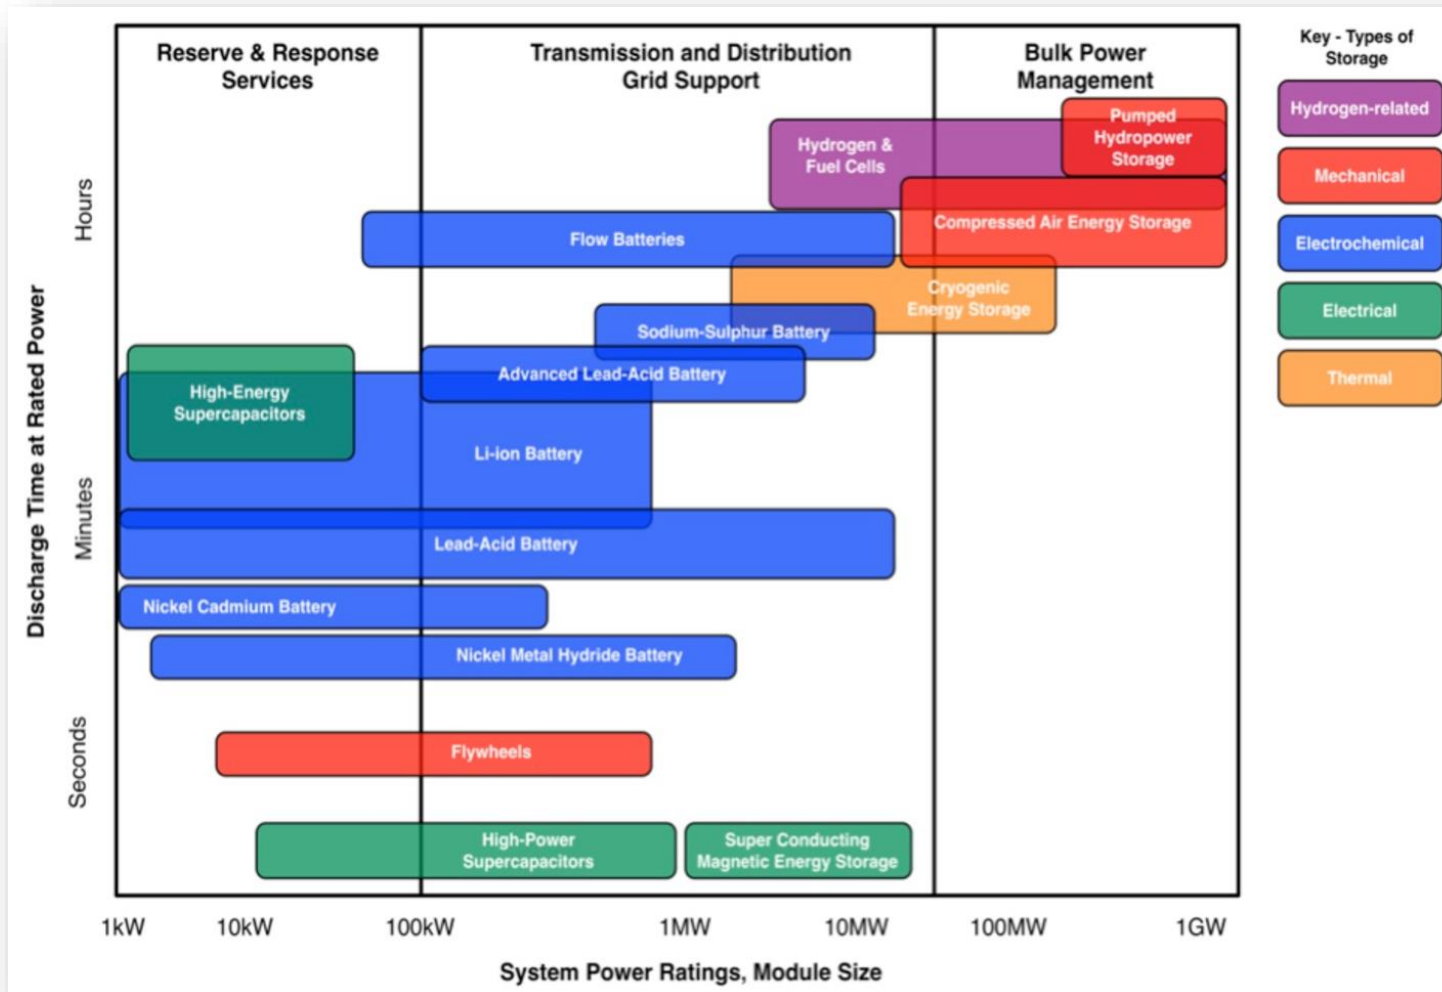 Reserve & Response
Services
Transmission and Distribution
Grid Support
Bulk Power
Management
Key - Types of
Storage
Hydrogen-related
Mechanical
Electrochemical
Electrical
Thermal
Discharge Time at Rated Power
Hours
Minutes
Seconds
Pumped
Hydropower
Storage
Hydrogen &
Fuel Cells
Compressed Air Energy Storage
Flow Batteries
Cryogenic
Energy Storage
Sodium-Sulphur Battery
Advanced Lead-Acid Battery
High-Energy
Supercapacitors
Li-ion Battery
Lead-Acid Battery
Nickel Cadmium Battery
Nickel Metal Hydride Battery
Flywheels
High-Power
Supercapacitors
Super Conducting
Magnetic Energy Storage
1kW 10kW 100kW 1MW 10MW 100MW 1GW
System Power Ratings, Module Size